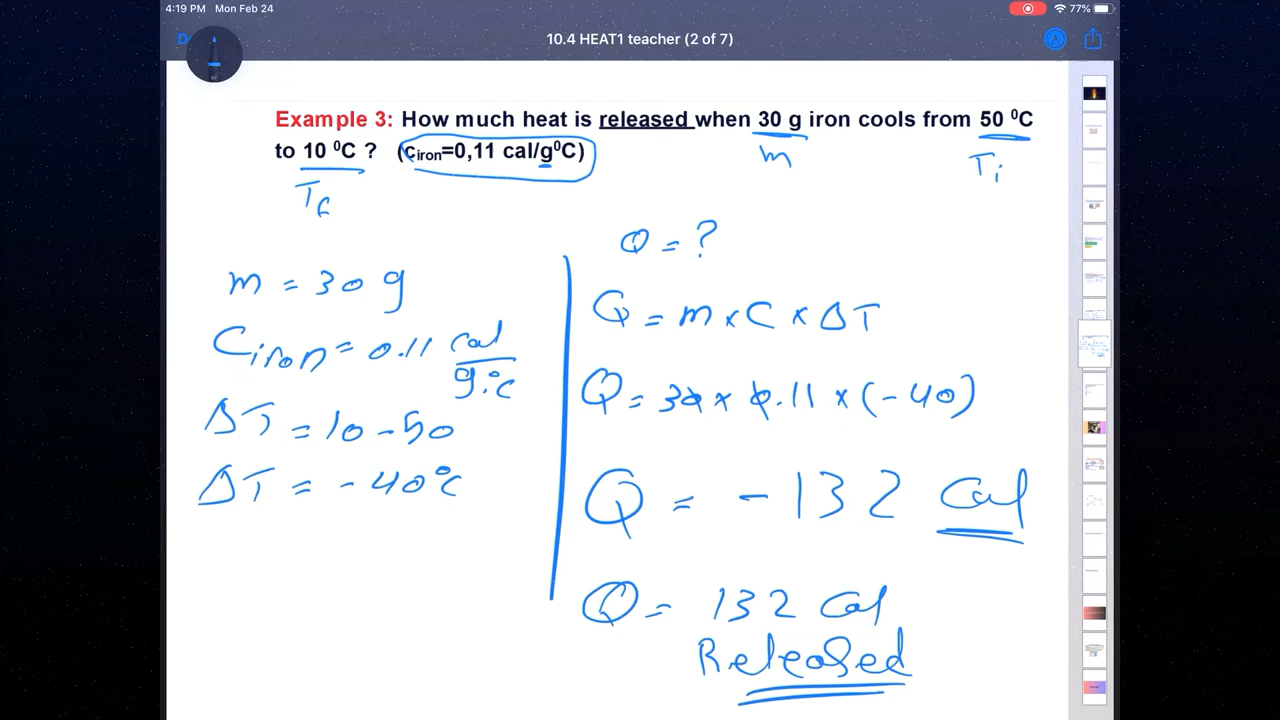 4:19 PM Mon Feb 24
77%
10.4 HEAT1 teacher (2 of 7)
Example 3: How much heat is released when 30 g iron cools from 50 ⁰C
to 10 ⁰C ? (ciron=0,11 cal/g⁰C)
m
Ti
Tf
Q = ?
m = 30 g
Ciron = 0.11 cal/g.°C
ΔT = 10 - 50
ΔT = - 40°C
Q = m x C x ΔT
Q = 30 x 0.11 x (-40)
Q = - 132 Cal
Q = 132 Cal
Released